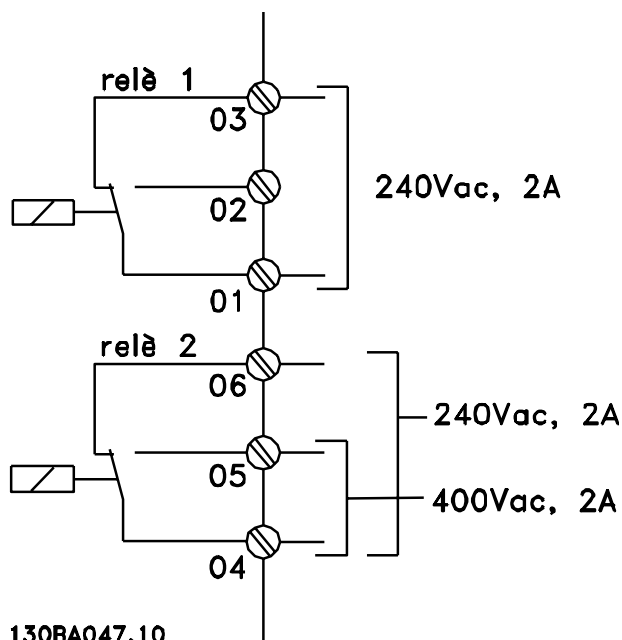 relè 1
03
02
240Vac, 2A
01
relè 2
06
240Vac, 2A
05
400Vac, 2A
04
130BA047.10